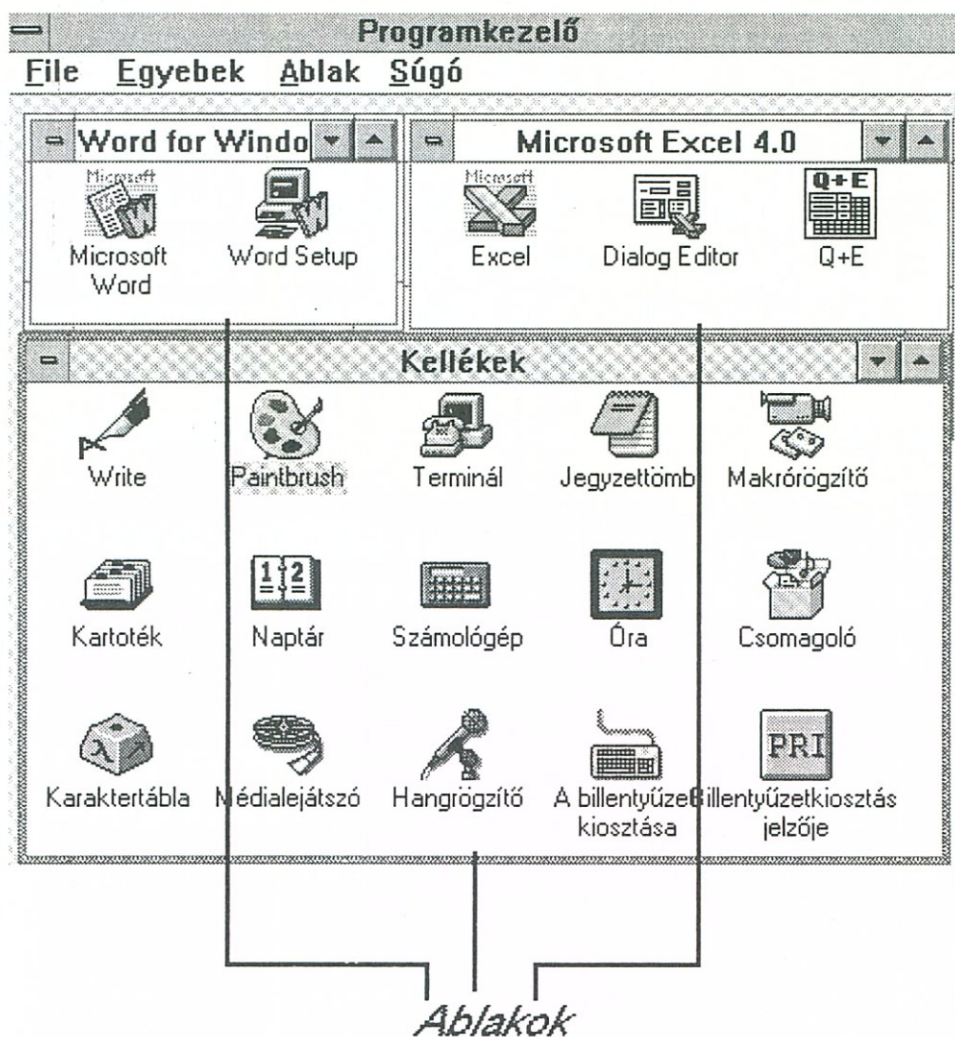 Programkezelő
File Egyebek Ablak Súgó
Word for Windo
Microsoft Excel 4.0
Microsoft
Microsoft
Q+E
Microsoft
Word
Word Setup
Excel
Dialog Editor
Q+E
Kellékek
Write
Paintbrush
Terminál
Jegyzettömb
Makrórögzítő
1 2
Kartoték
Naptár
Számológép
Óra
Csomagoló
λ
PRI
Karaktertábla
Médialejátszó
Hangrögzítő
A billentyűzet
kiosztása
Billentyűzetkiosztás
jelzője
Ablakok